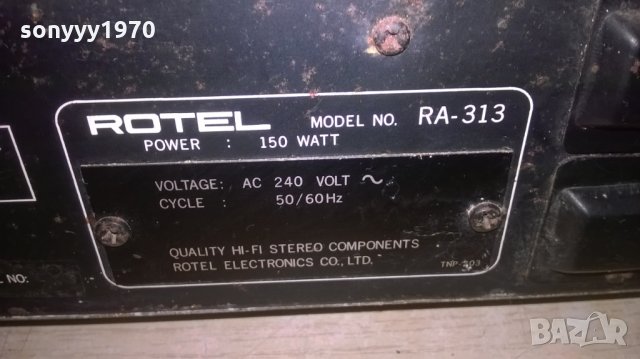 sonyyy1970
ROTEL MODEL NO. RA-313
POWER : 150 WATT
VOLTAGE: AC 240 VOLT ~
CYCLE : 50/60Hz
QUALITY HI-FI STEREO COMPONENTS
ROTEL ELECTRONICS CO., LTD.
NO:
BAZAR